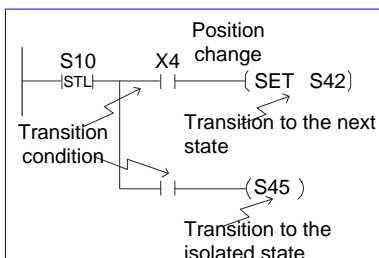 Position
change
S10
X4
STL
SET S42
Transition
condition
Transition to the next
state
S45
Transition to the
isolated state